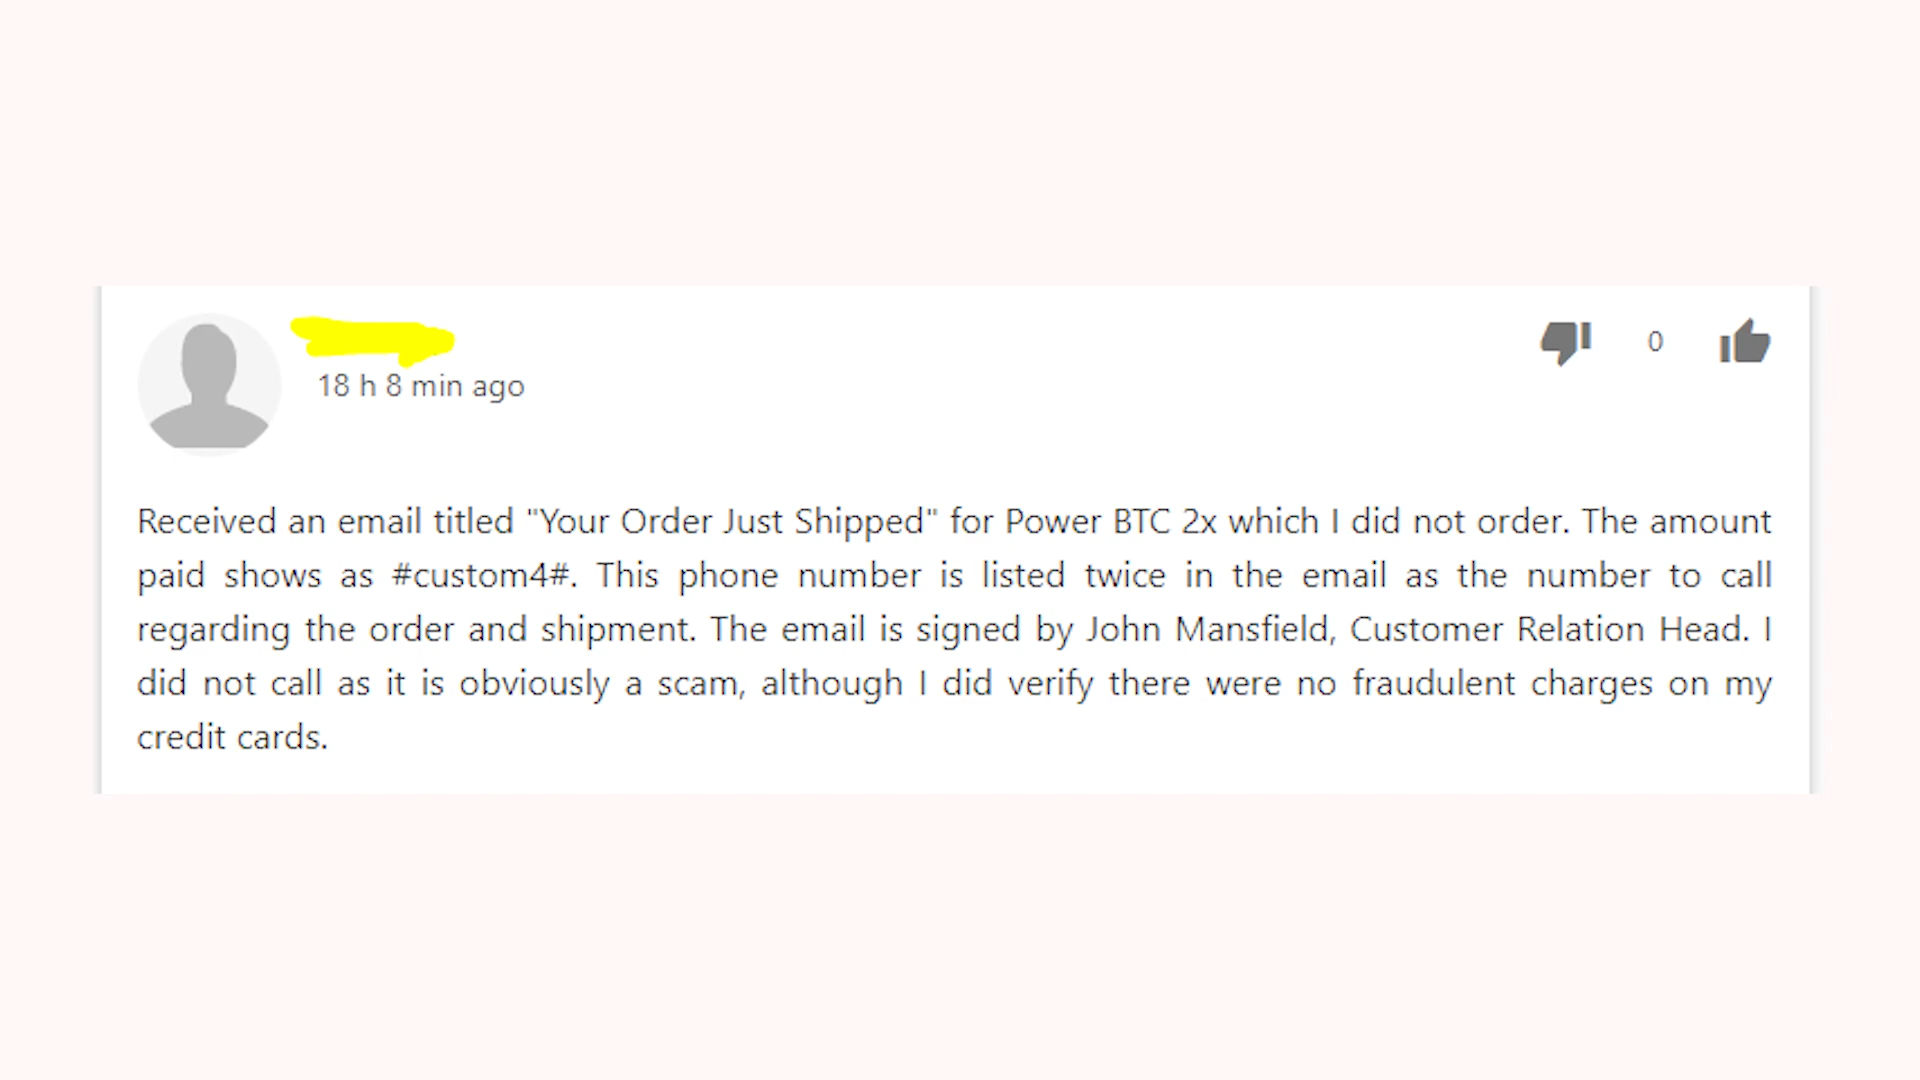 0
18 h 8 min ago
Received an email titled "Your Order Just Shipped" for Power BTC 2x which I did not order. The amount
paid shows as #custom4#. This phone number is listed twice in the email as the number to call
regarding the order and shipment. The email is signed by John Mansfield, Customer Relation Head. I
did not call as it is obviously a scam, although I did verify there were no fraudulent charges on my
credit cards.